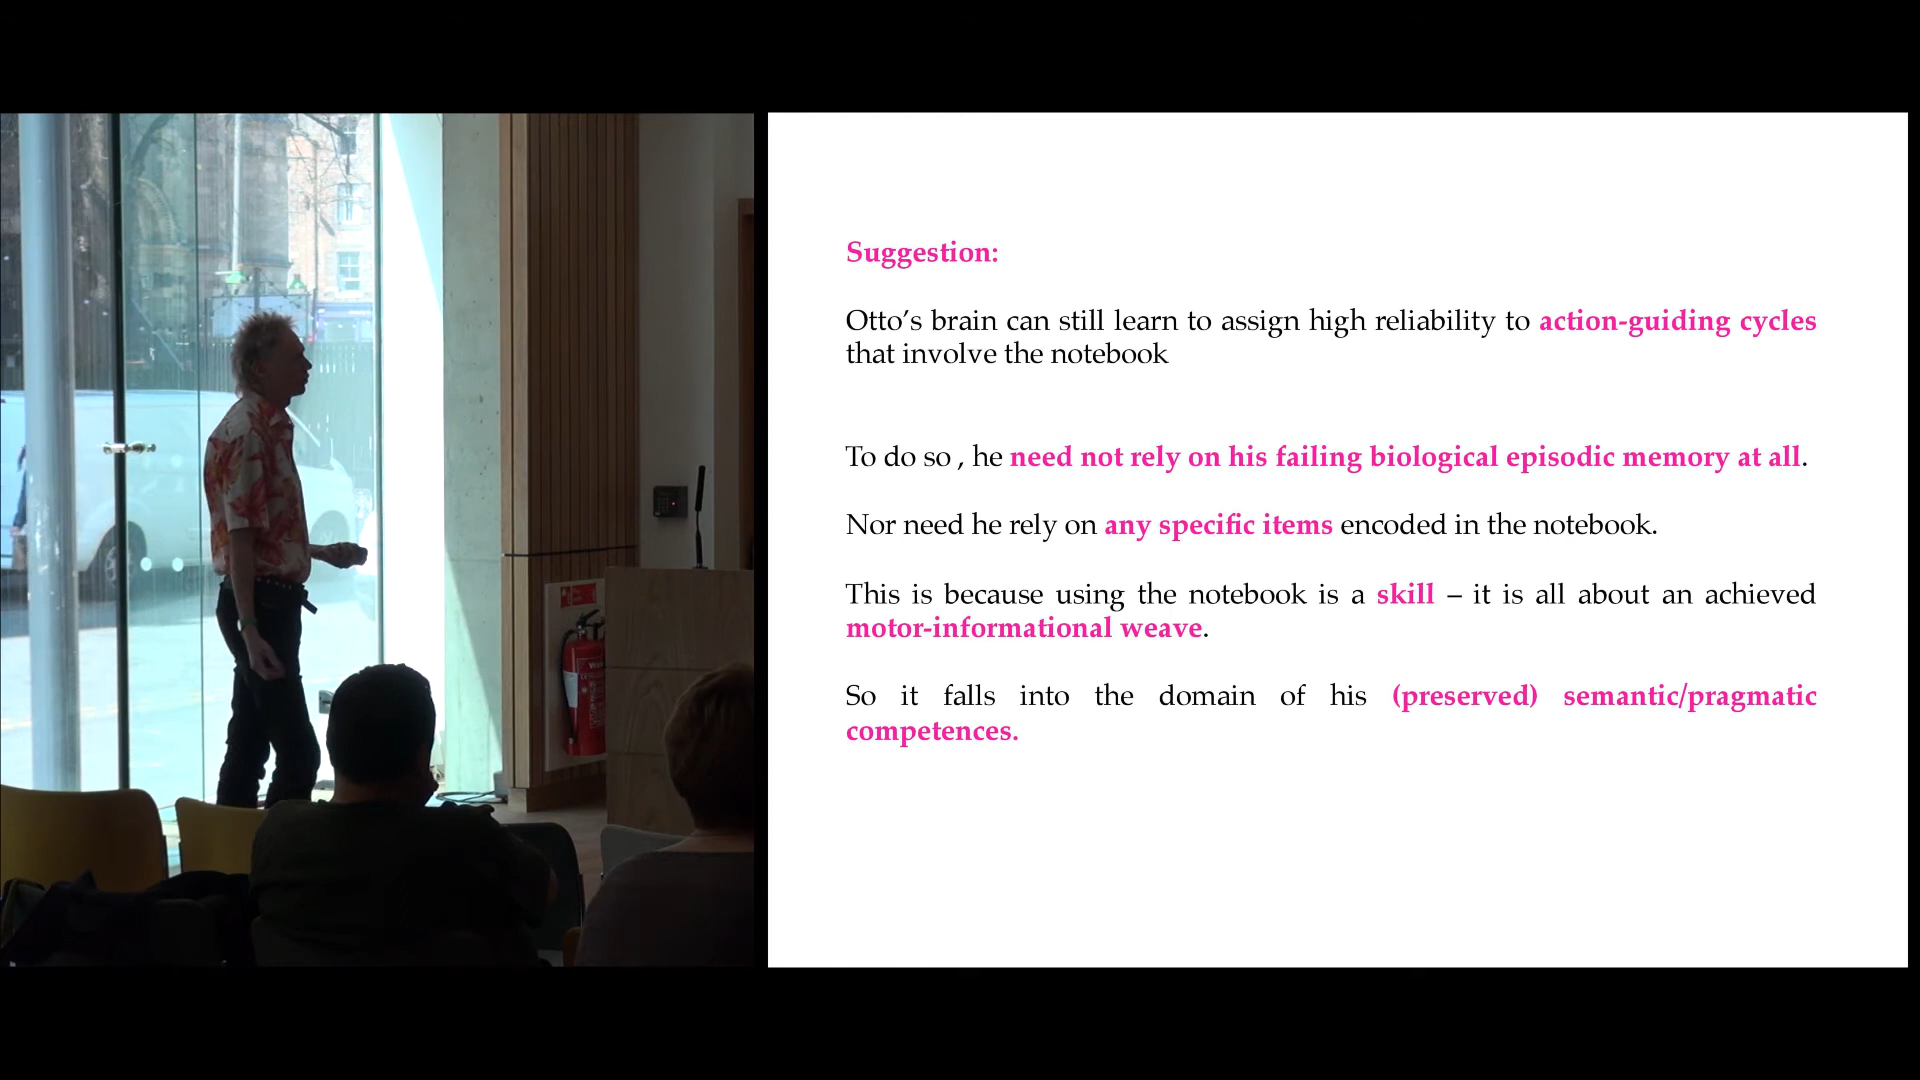 Suggestion:
Otto’s brain can still learn to assign high reliability to action-guiding cycles
that involve the notebook
To do so , he need not rely on his failing biological episodic memory at all.
Nor need he rely on any specific items encoded in the notebook.
This is because using the notebook is a skill – it is all about an achieved
motor-informational weave.
So it falls into the domain of his (preserved) semantic/pragmatic
competences.